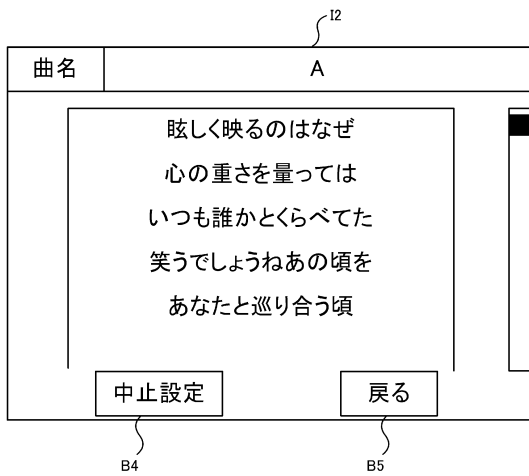 I2
曲名 A
眩しく映るのはなぜ
心の重さを量っては
いつも誰かとくらべてた
笑うでしょうねあの頃を
あなたと巡り合う頃
中止設定 戻る
B4 B5